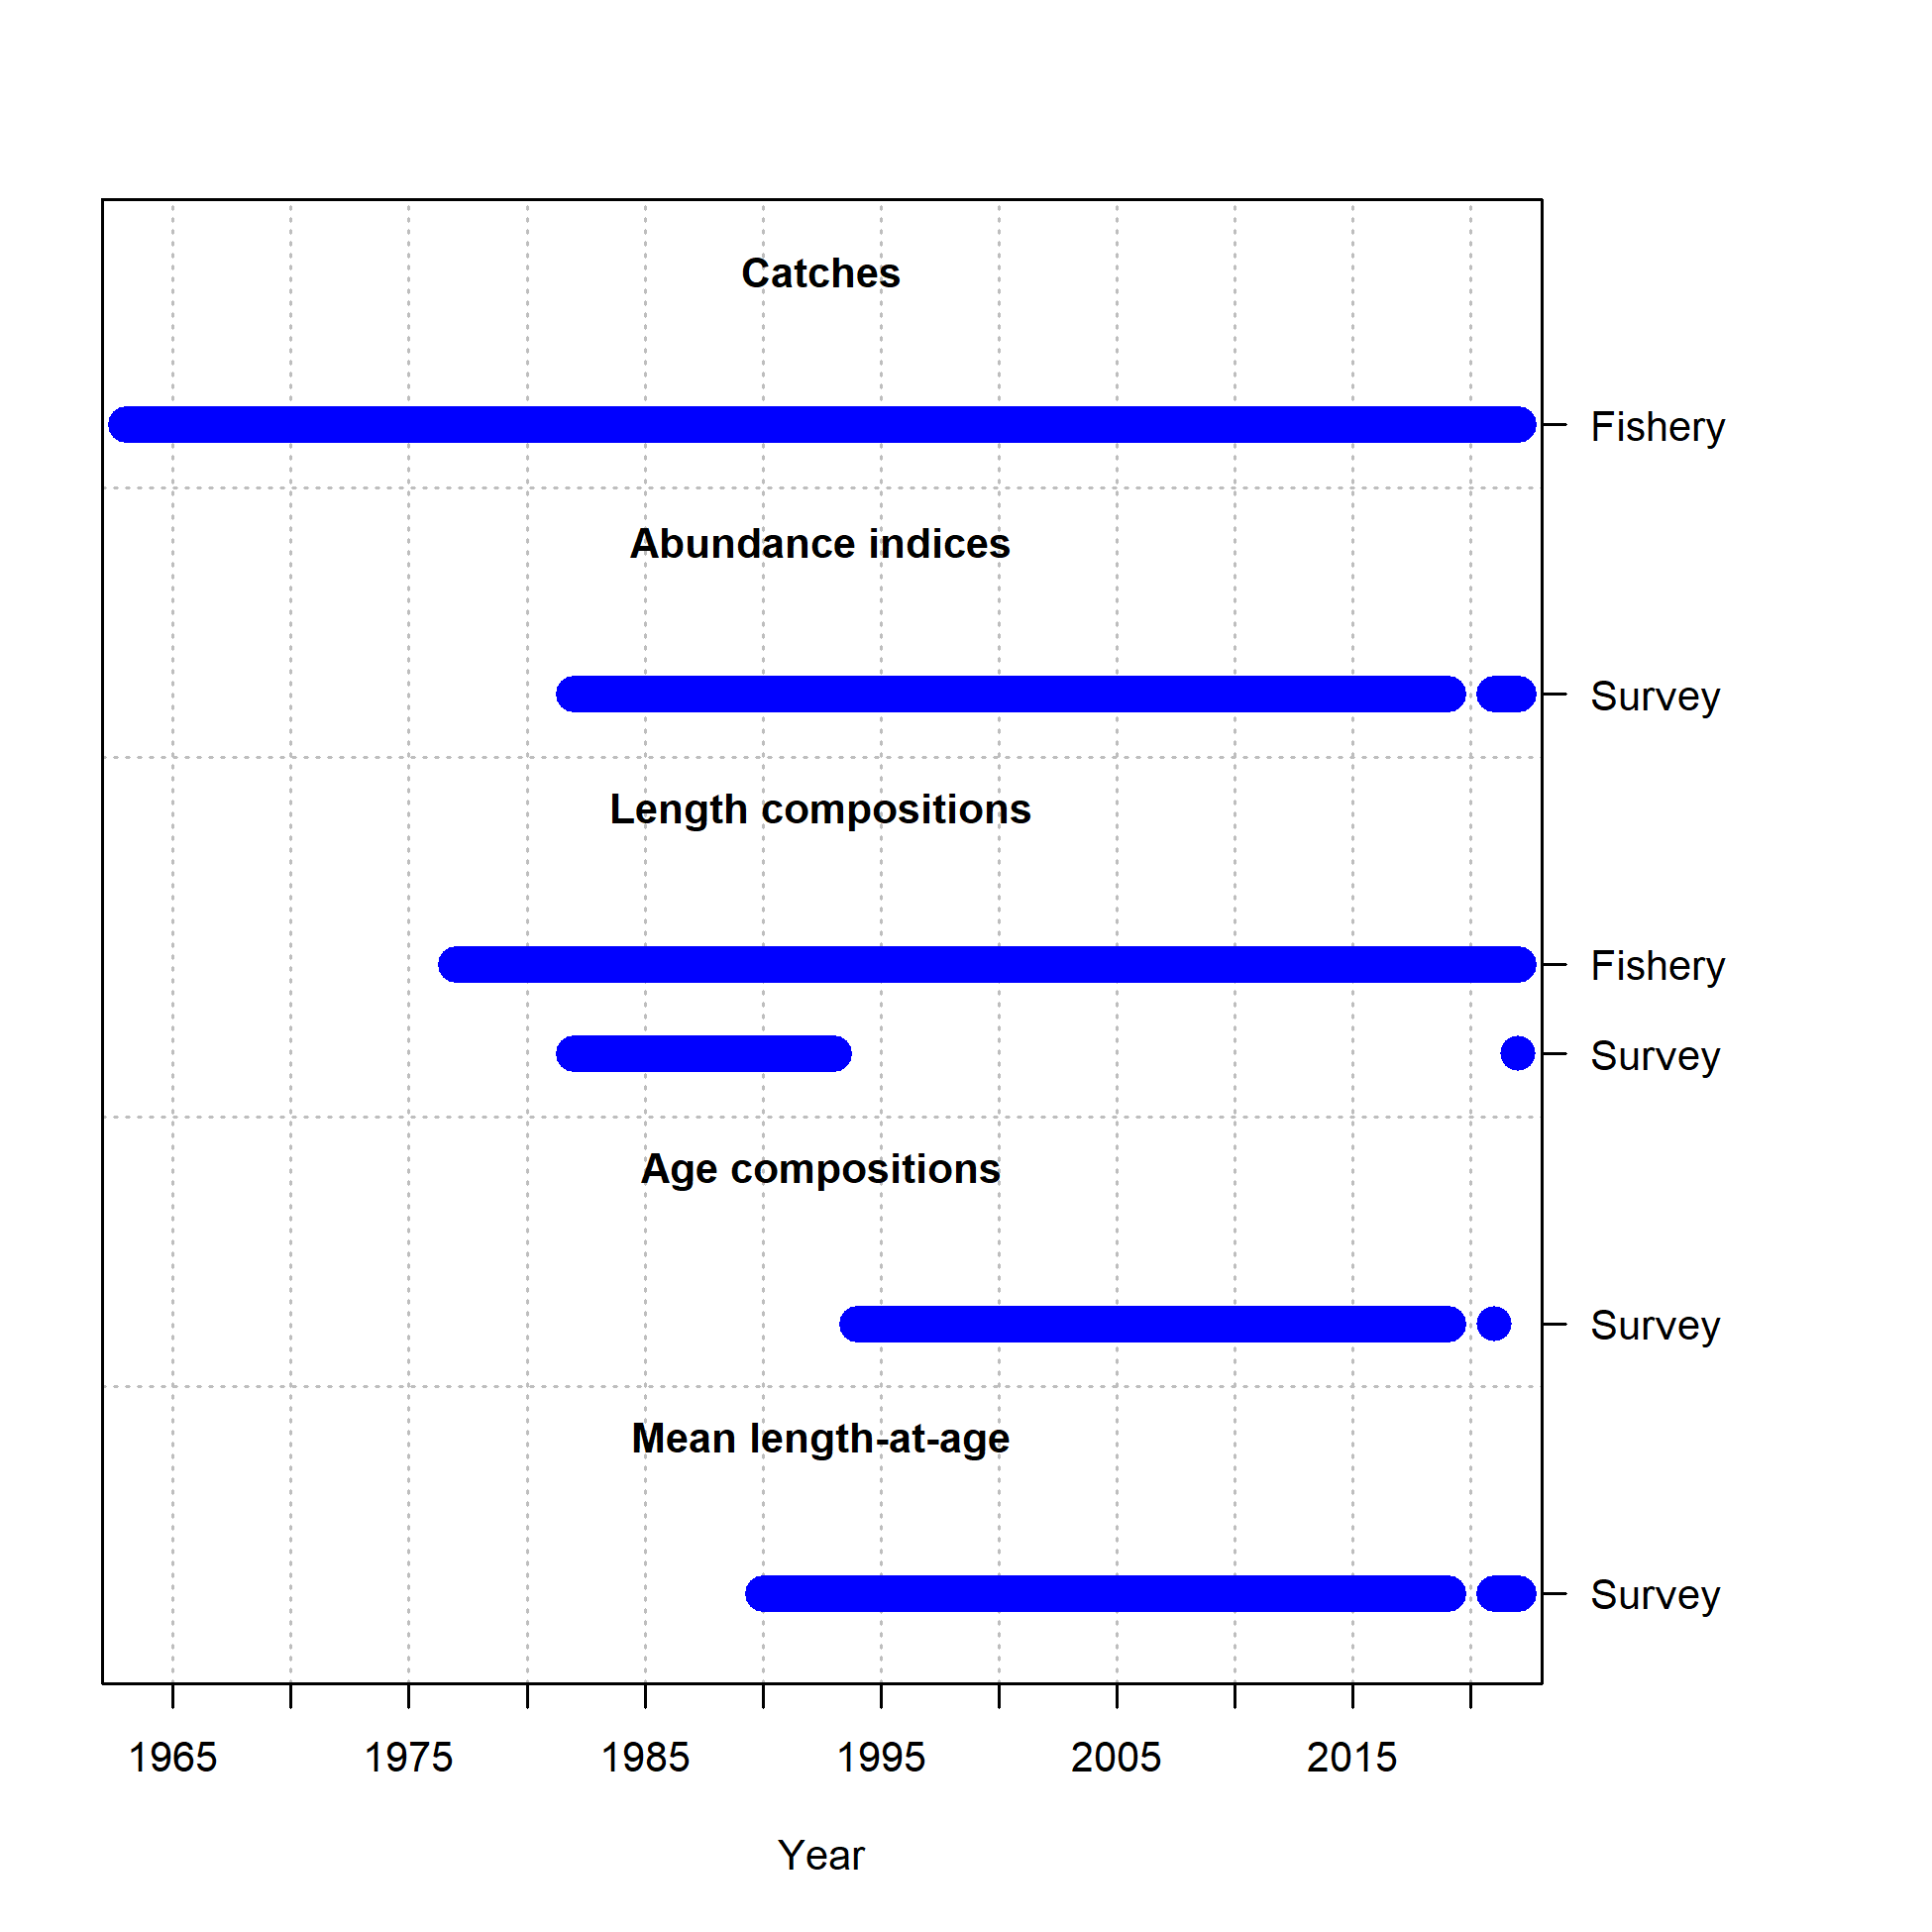 Catches
Fishery
Abundance indices
Survey
Length compositions
Fishery
Survey
Age compositions
Survey
Mean length-at-age
Survey
1965 1975 1985 1995 2005 2015
Year